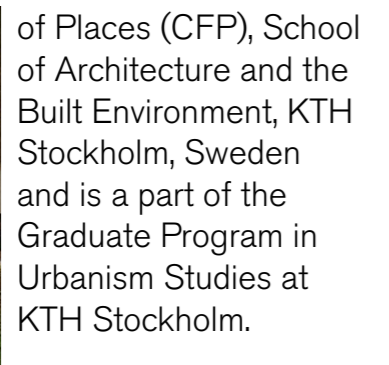 of Places (CFP), School
of Architecture and the
Built Environment, KTH
Stockholm, Sweden
and is a part of the
Graduate Program in
Urbanism Studies at
KTH Stockholm.